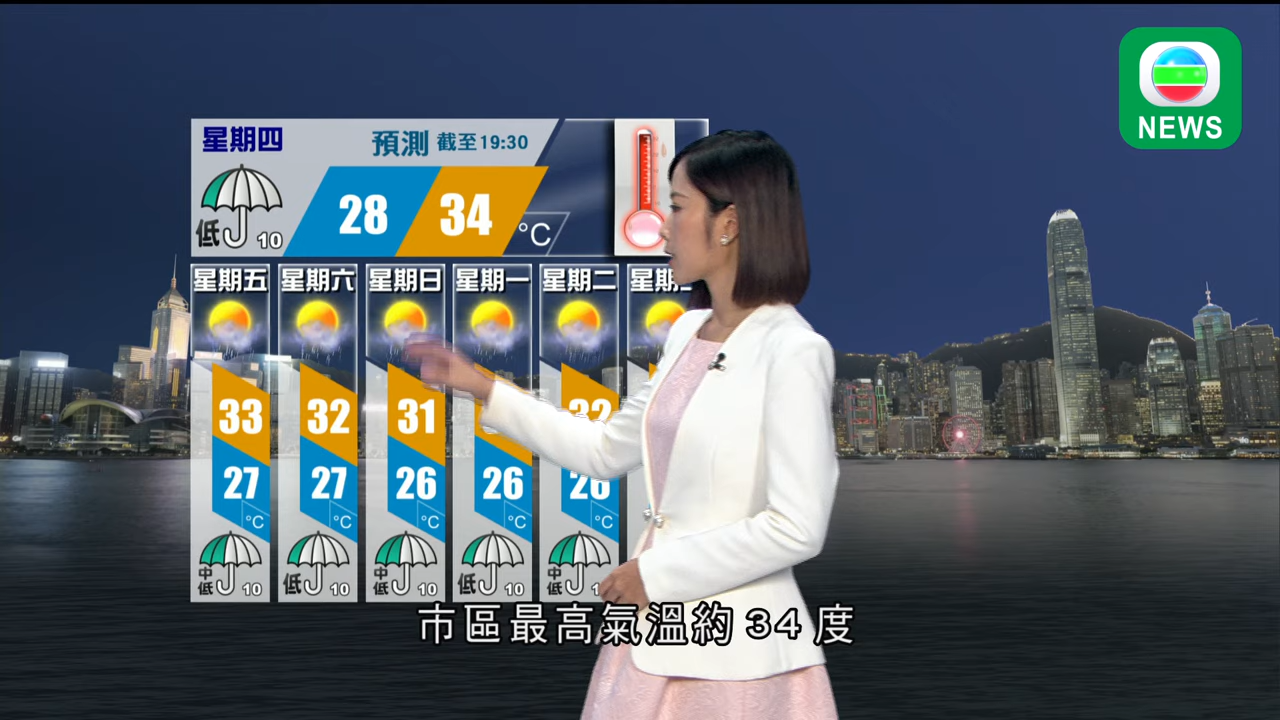 NEWS
星期四
預測 截至19:30
28
34
°C
低
10
星期五 星期六 星期日 星期一 星期二 星期
33 32 31 32
27 27 26 26 26
°C °C °C °C °C
中低 10 低 10 中低 10 低 10 中低
市區最高氣溫約34度